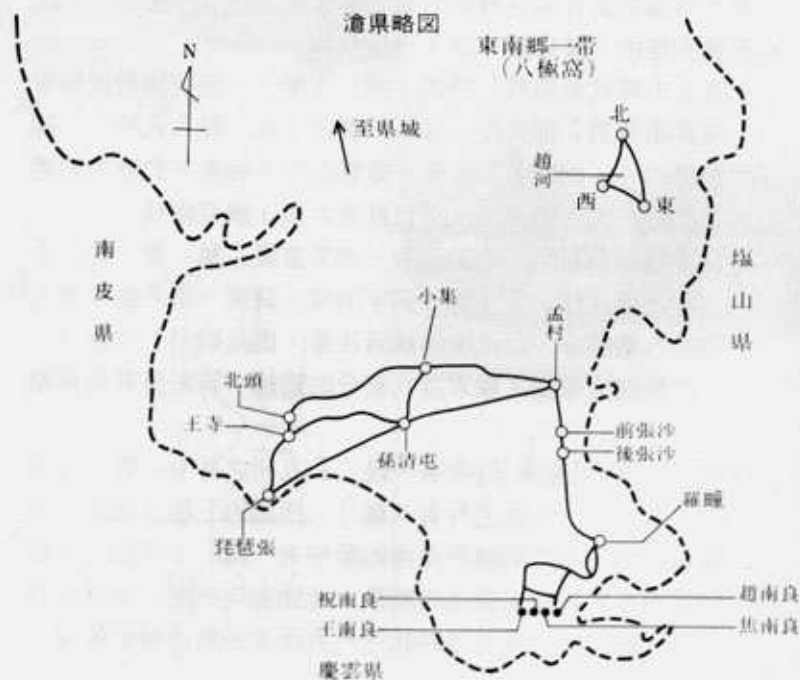 滄県略図
東南郷一帯
(八極窩)
N
至県城
北
趙河
西
東
南皮県
塩山県
小集
孟村
北頭
王寺
前張沙
後張沙
孫清屯
羅疃
琵琶張
祝南良
趙南良
王南良
焦南良
慶雲県